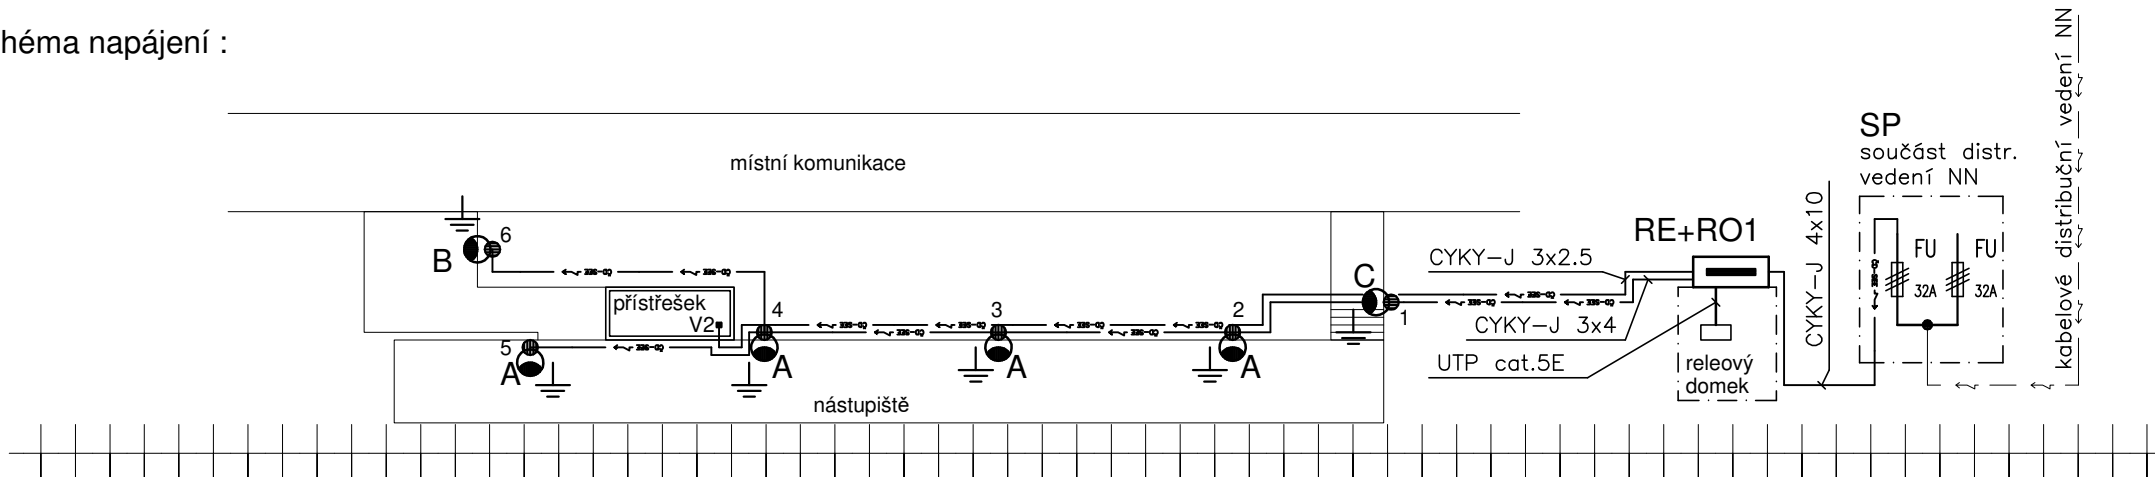 héma napájení :
místní komunikace
B
6
přístřešek
V2
4
A
5
A
3
A
2
A
C
1
nástupiště
CYKY-J 3x2.5
CYKY-J 3x4
UTP cat.5E
RE+RO1
releový
domek
CYKY-J 4x10
SP
součást distr.
vedení NN
FU
32A
FU
32A
kabelové distribuční vedení NN